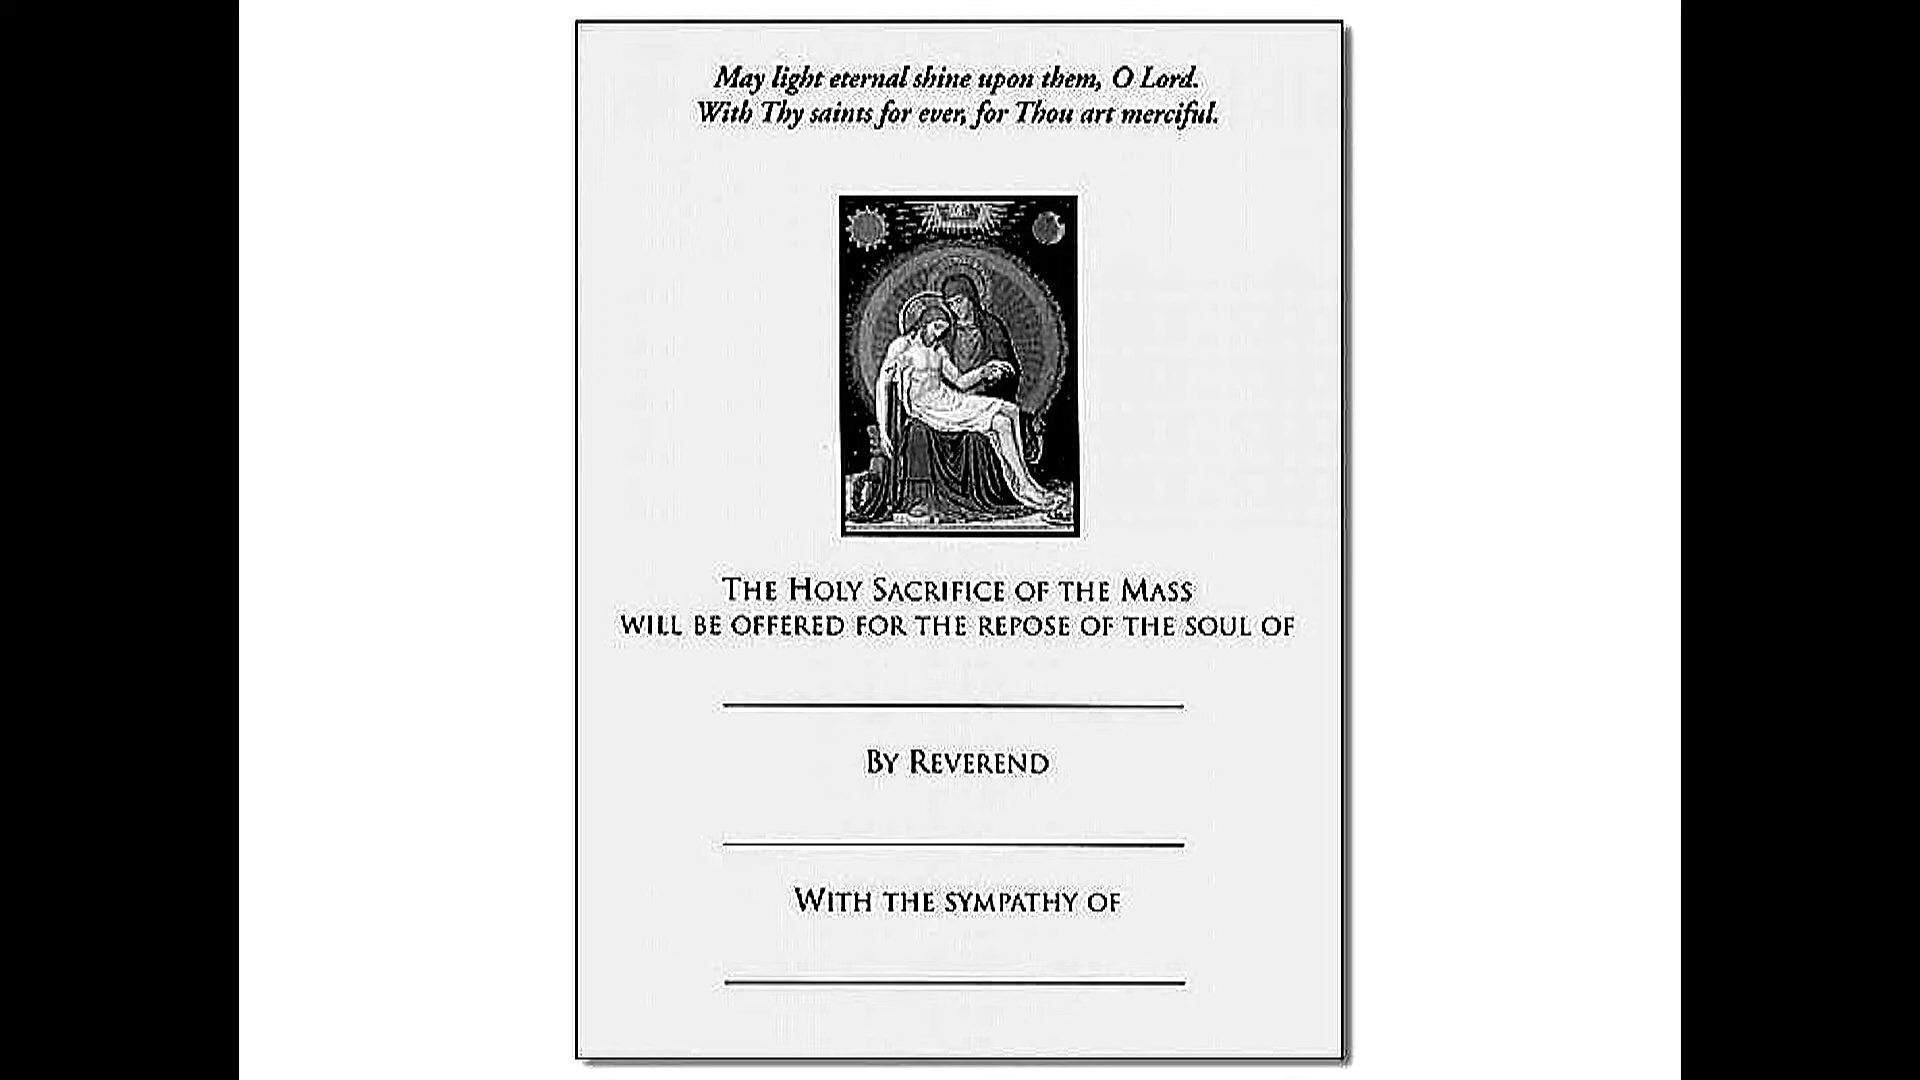 May light eternal shine upon them, O Lord.
With Thy saints for ever, for Thou art merciful.
The Holy Sacrifice of the Mass
will be offered for the repose of the soul of
By Reverend
With the sympathy of